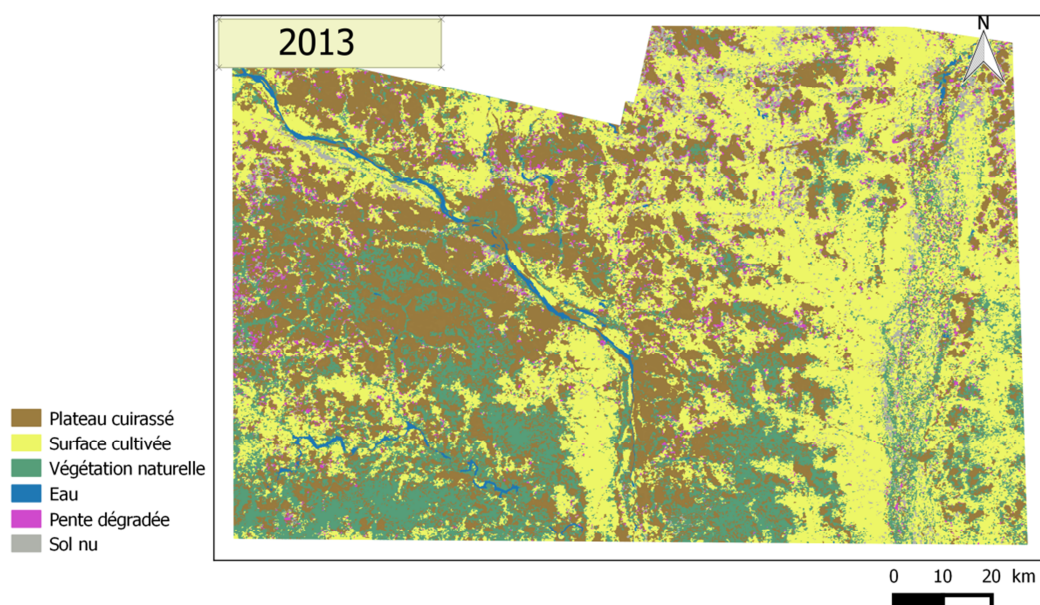 2013
N
Plateau cuirassé
Surface cultivée
Végétation naturelle
Eau
Pente dégradée
Sol nu
0 10 20 km